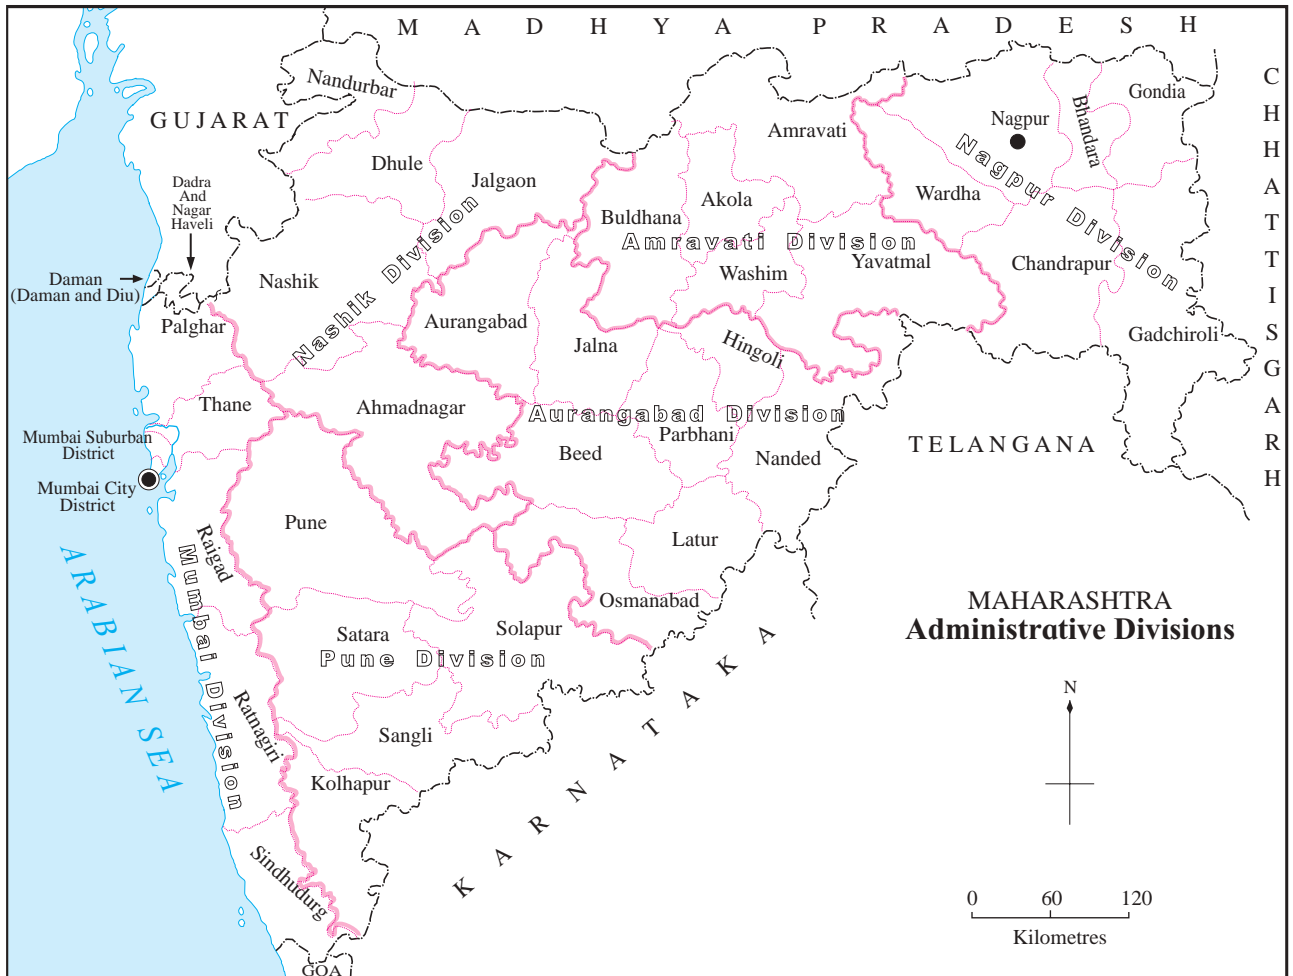 M A D H Y A P R A D E S H
CHHATTISGARH
GUJARAT
Nandurbar
Dhule
Jalgaon
Amravati
Nagpur
Bhandara
Gondia
Dadra
And
Nagar
Haveli
Buldhana
Akola
Wardha
Nagpur Division
Amravati Division
Nashik Division
Daman
(Daman and Diu)
Nashik
Washim
Yavatmal
Chandrapur
Palghar
Aurangabad
Jalna
Hingoli
Gadchiroli
Thane
Ahmadnagar
Aurangabad Division
Mumbai Suburban
District
Beed
Parbhani
Nanded
TELANGANA
Mumbai City
District
Pune
Raigad
Latur
ARABIAN SEA
Mumbai Division
Osmanabad
Satara
Solapur
Pune Division
KARNATAKA
MAHARASHTRA
Administrative Divisions
Ratnagiri
Sangli
Kolhapur
N
Sindhudurg
GOA
0 60 120
Kilometres